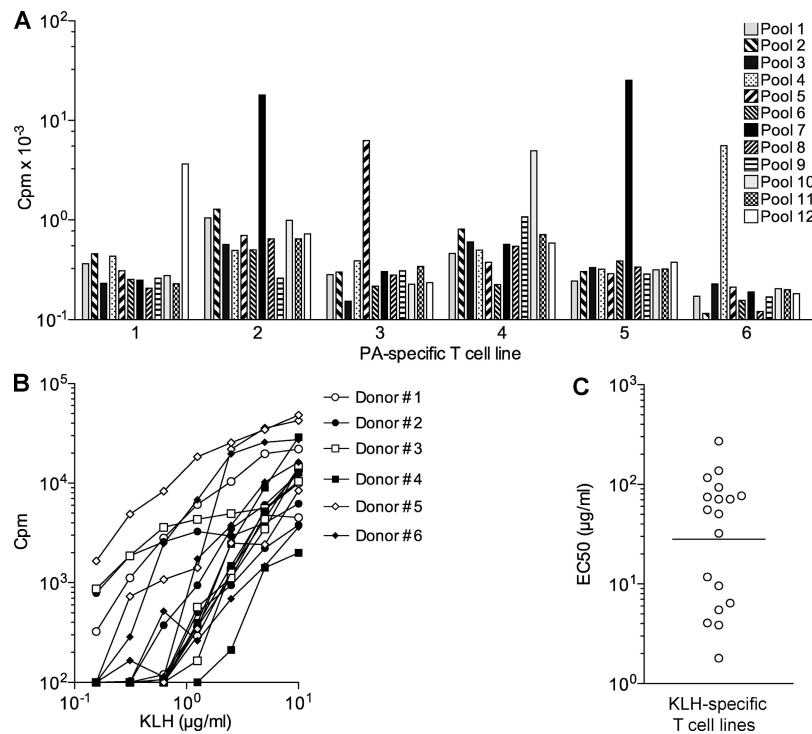 A
Cpm x 10⁻³
10²
10¹
10⁰
10⁻¹
1 2 3 4 5 6
PA-specific T cell line
Pool 1
Pool 2
Pool 3
Pool 4
Pool 5
Pool 6
Pool 7
Pool 8
Pool 9
Pool 10
Pool 11
Pool 12
B
Cpm
10⁵
10⁴
10³
10²
10⁻¹ 10⁰ 10¹
KLH (µg/ml)
Donor # 1
Donor # 2
Donor # 3
Donor # 4
Donor # 5
Donor # 6
C
EC50 (µg/ml)
10³
10²
10¹
10⁰
KLH-specific
T cell lines